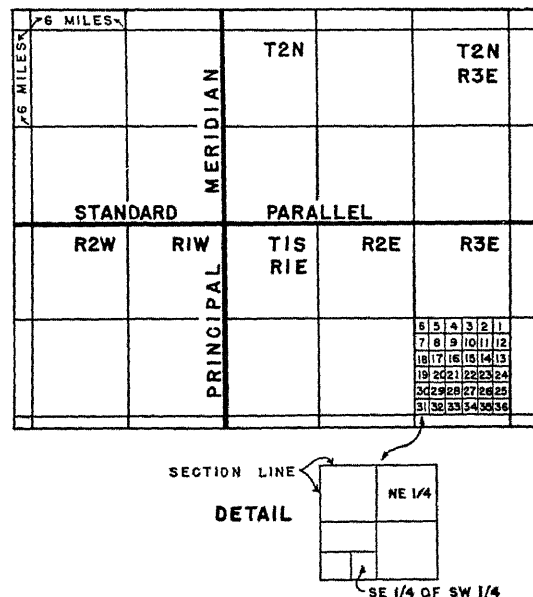 6 MILES
6 MILES
T2N
T2N
R3E
PRINCIPAL MERIDIAN
STANDARD PARALLEL
R2W R1W T1S R2E R3E
R1E
6 5 4 3 2 1
7 8 9 10 11 12
18 17 16 15 14 13
19 20 21 22 23 24
30 29 28 27 26 25
31 32 33 34 35 36
SECTION LINE
NE 1/4
DETAIL
SE 1/4 OF SW 1/4